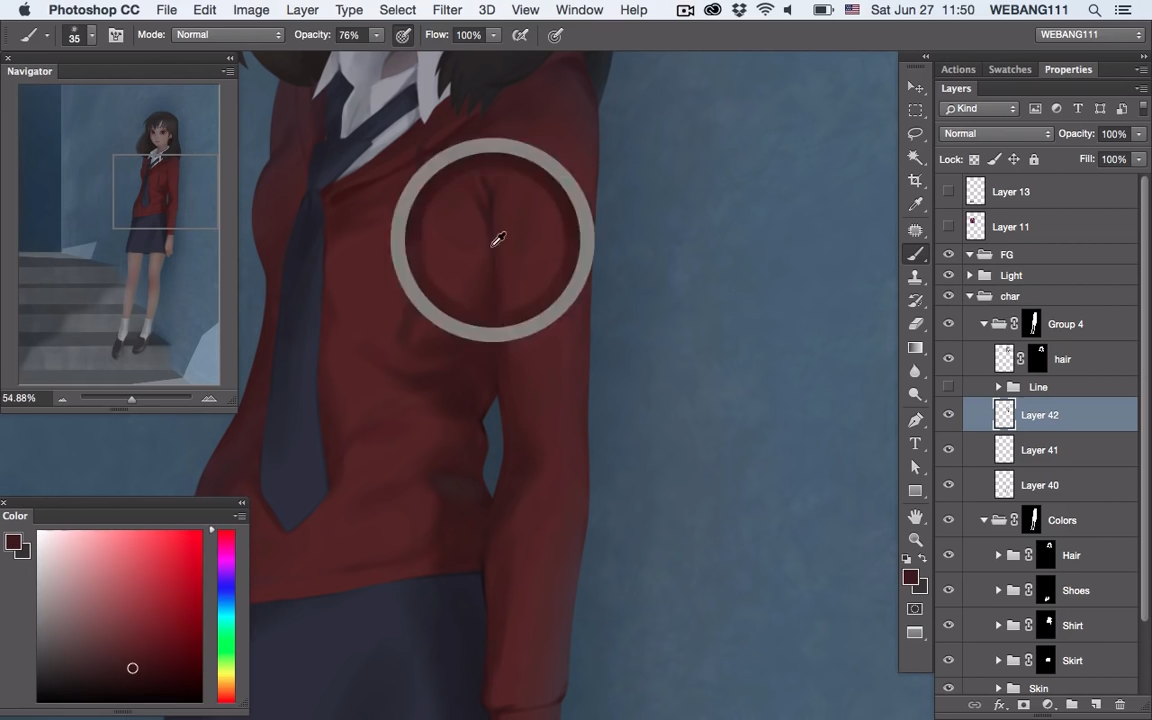 Photoshop CC File Edit Image Layer Type Select Filter 3D View Window Help Sat Jun 27 11:50 WEBANG111
35 Mode: Normal Opacity: 76% Flow: 100% WEBANG111
Navigator
54.88%
Color
Actions Swatches Properties
Layers
Kind
Normal Opacity: 100%
Lock: Fill: 100%
Layer 13
Layer 11
FG
Light
char
Group 4
hair
Line
Layer 42
Layer 41
Layer 40
Colors
Hair
Shoes
Shirt
Skirt
Skin